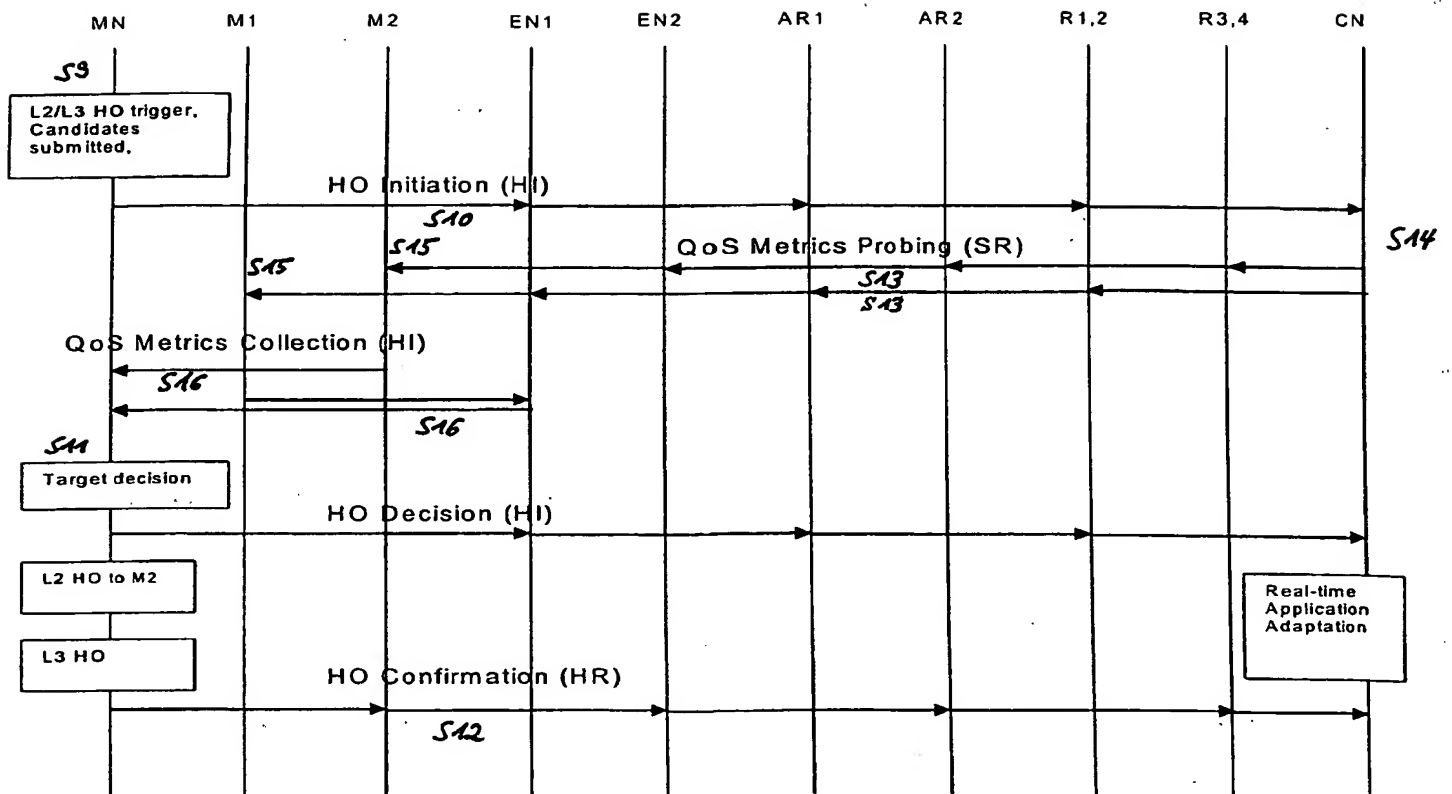 MN M1 M2 EN1 EN2 AR1 AR2 R1,2 R3,4 CN
S9
L2/L3 HO trigger,
Candidates
submitted,
HO Initiation (HI)
S10
QoS Metrics Probing (SR)
S14
S15
S15
S13
S13
QoS Metrics Collection (HI)
S16
S16
S11
Target decision
HO Decision (HI)
L2 HO to M2
Real-time
Application
Adaptation
L3 HO
HO Confirmation (HR)
S12